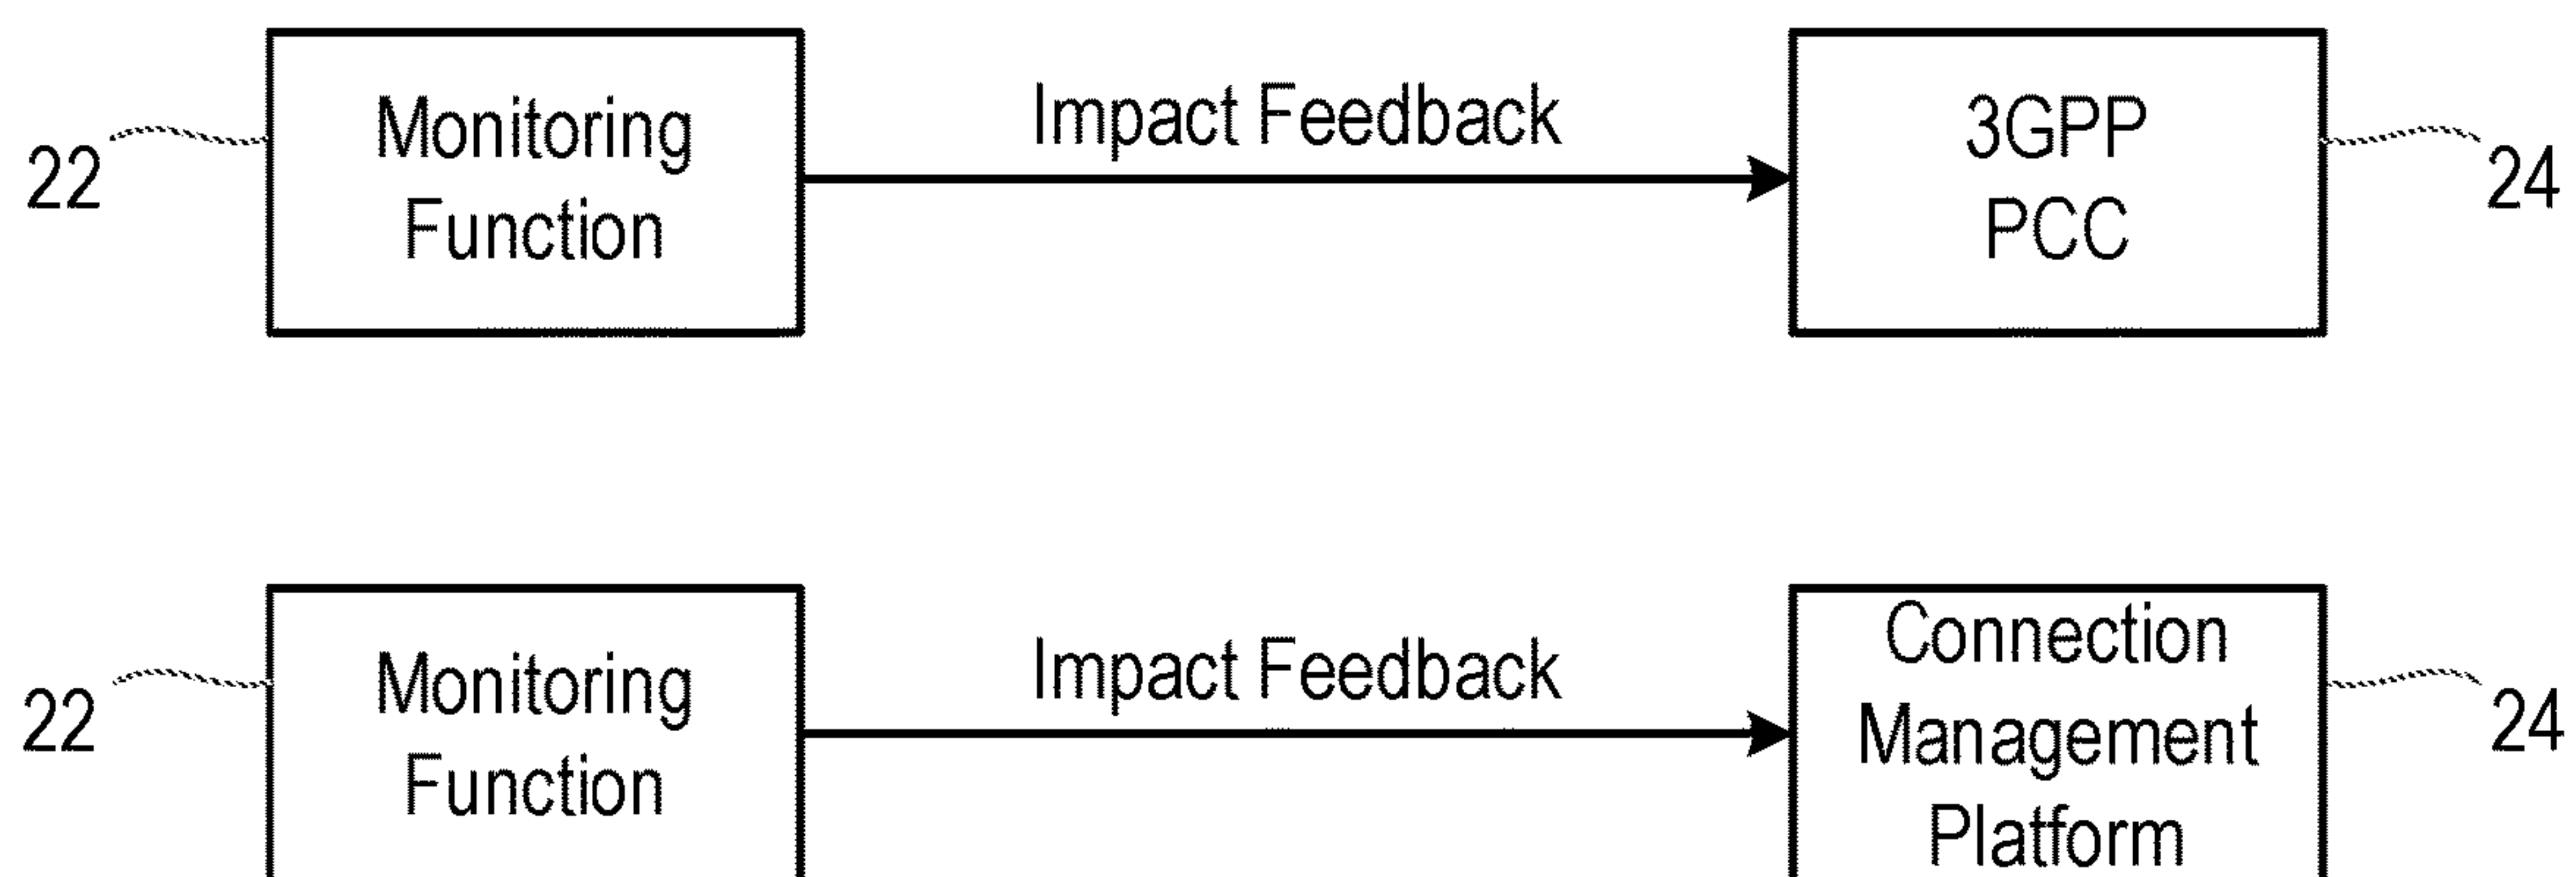 Monitoring
Function
Impact Feedback
3GPP
PCC
22
24
Monitoring
Function
Impact Feedback
Connection
Management
Platform
22
24